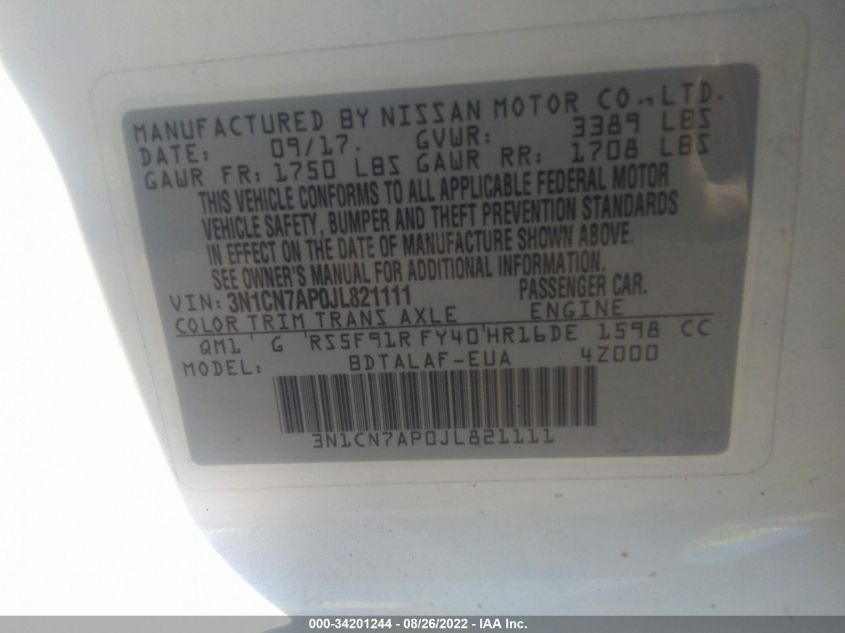 MANUFACTURED BY NISSAN MOTOR CO., LTD.
DATE: 09/17. GVWR: 3389 LBS
GAWR FR: 1750 LBS GAWR RR: 1708 LBS
THIS VEHICLE CONFORMS TO ALL APPLICABLE FEDERAL MOTOR
VEHICLE SAFETY, BUMPER AND THEFT PREVENTION STANDARDS
IN EFFECT ON THE DATE OF MANUFACTURE SHOWN ABOVE.
SEE OWNER'S MANUAL FOR ADDITIONAL INFORMATION.
VIN: 3N1CN7AP0JL821111 PASSENGER CAR.
COLOR TRIM TRANS AXLE ENGINE
QM1 G RS5F91R FY40 HR16DE 1598 CC
MODEL: BDTALAF-EUA 4Z000
3N1CN7AP0JL821111
000-34201244 - 08/26/2022 - IAA Inc.